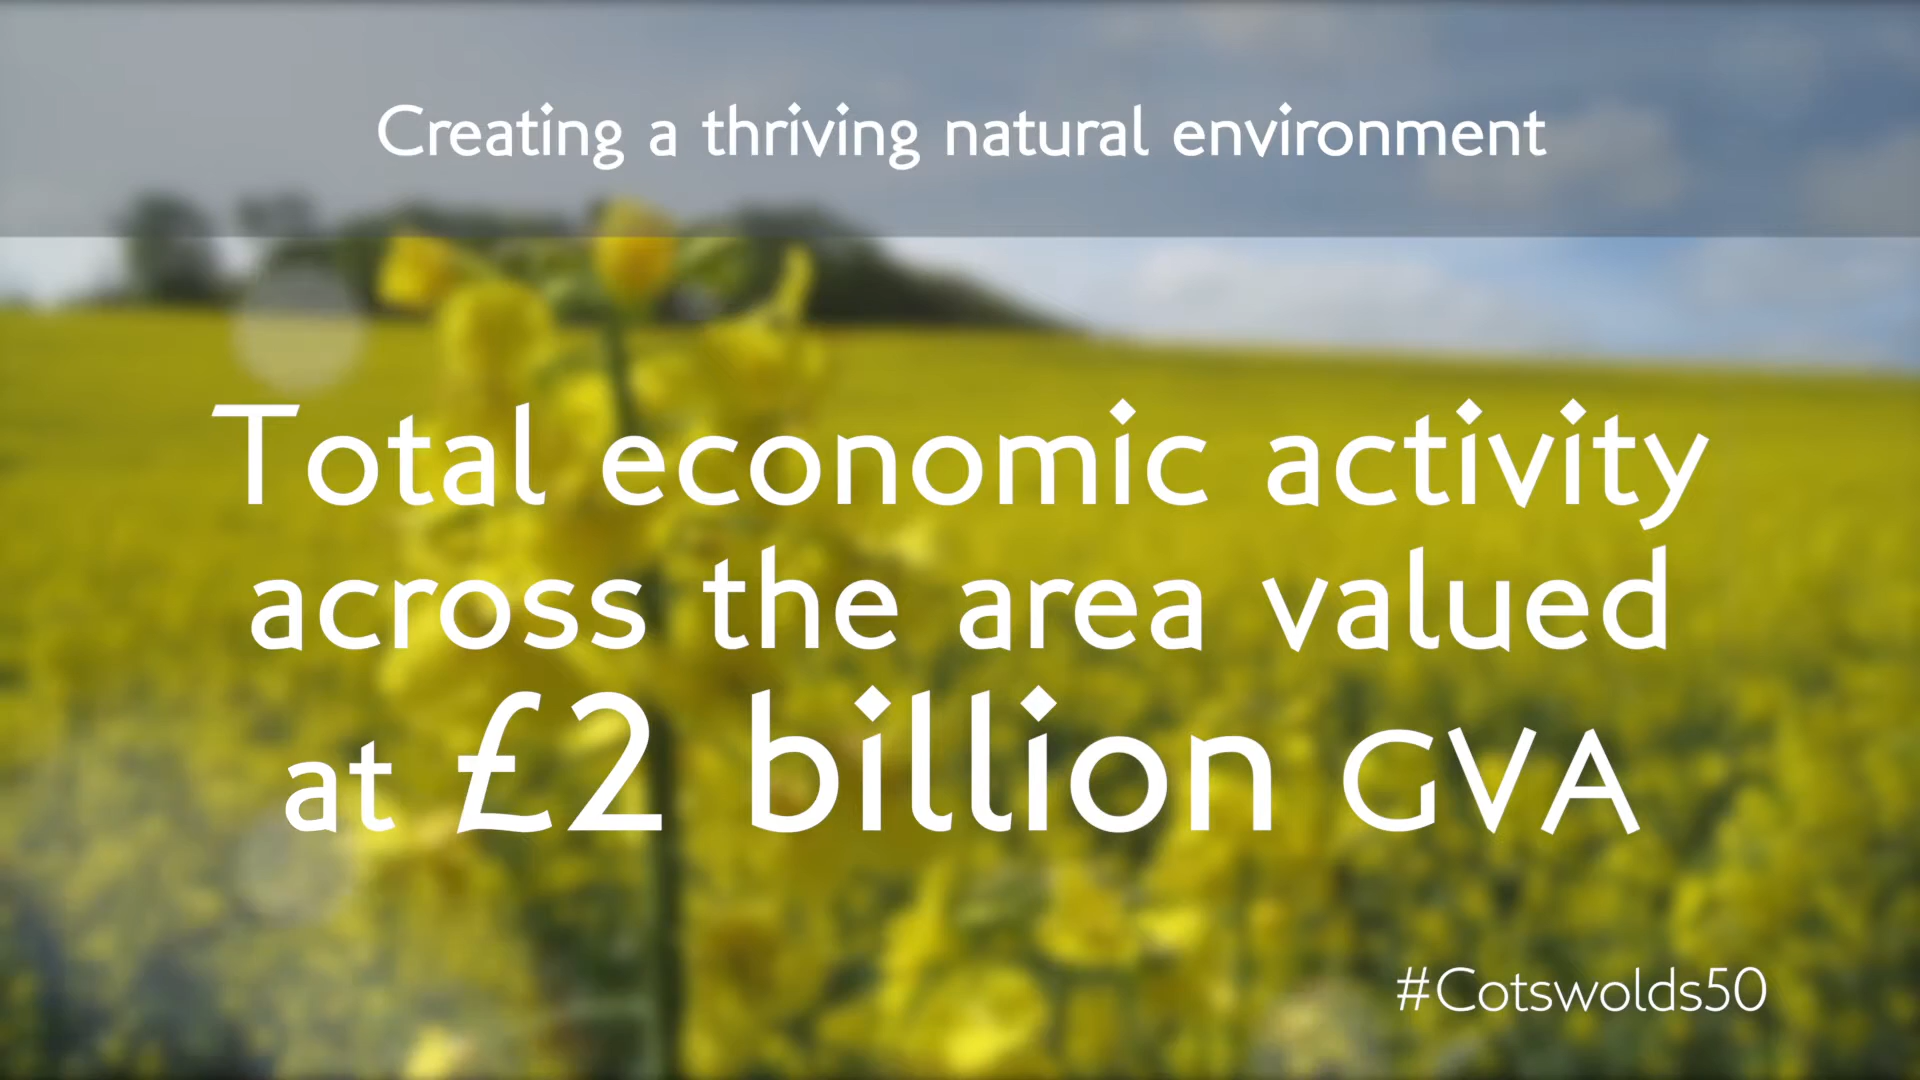 Creating a thriving natural environment
Total economic activity
across the area valued
at £2 billion GVA
#Cotswolds50